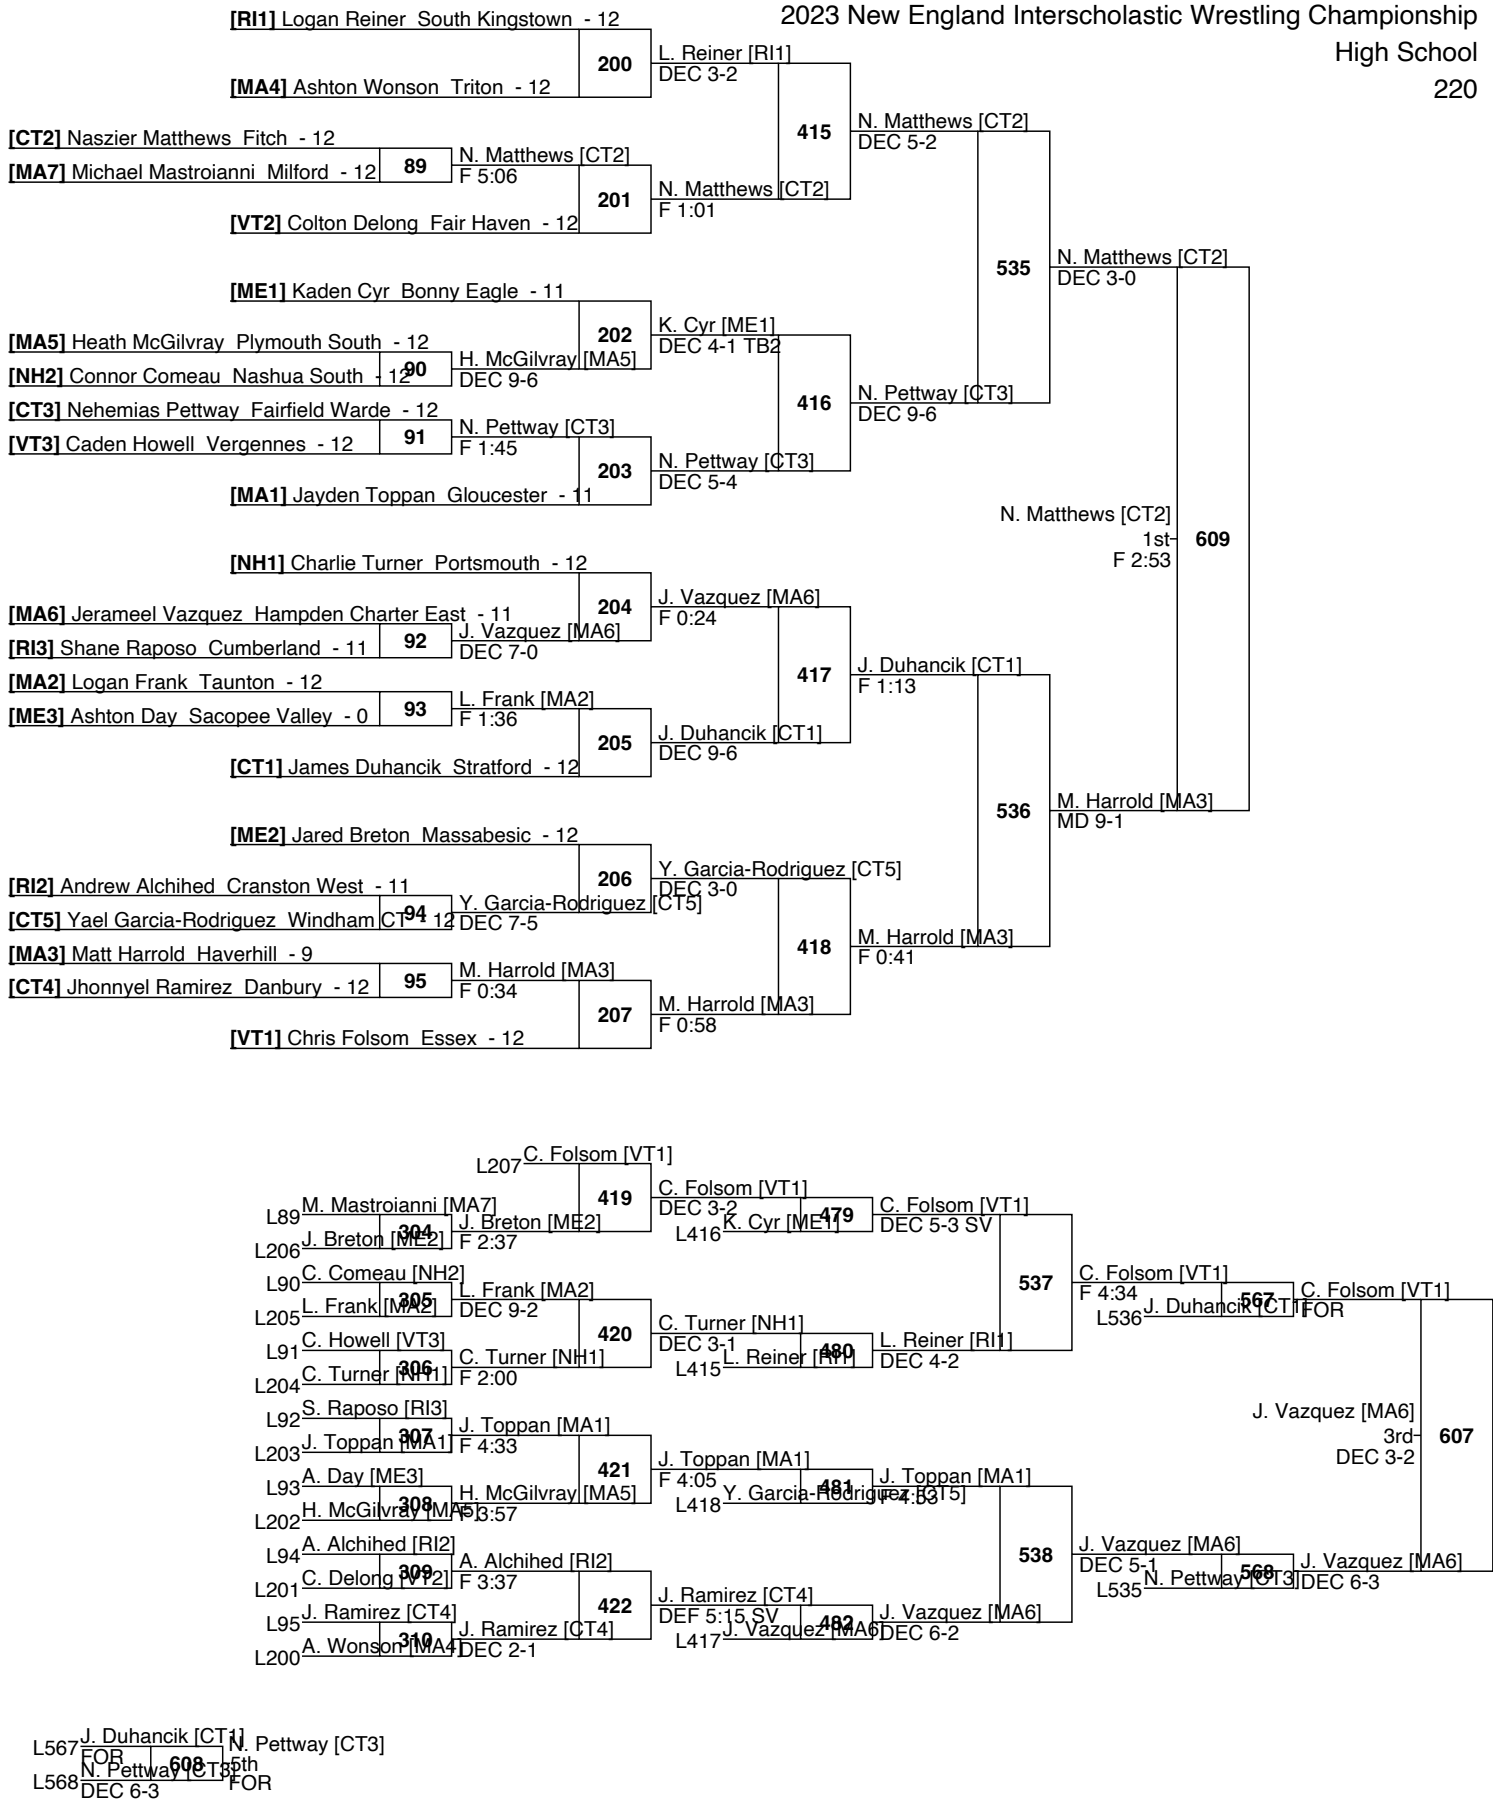 2023 New England Interscholastic Wrestling Championship
High School
220
[RI1] Logan Reiner South Kingstown - 12
200
L. Reiner [RI1]
DEC 3-2
[MA4] Ashton Wonson Triton - 12
415
N. Matthews [CT2]
DEC 5-2
[CT2] Naszier Matthews Fitch - 12
89
N. Matthews [CT2]
F 5:06
[MA7] Michael Mastroianni Milford - 12
201
N. Matthews [CT2]
F 1:01
[VT2] Colton Delong Fair Haven - 12
535
N. Matthews [CT2]
DEC 3-0
[ME1] Kaden Cyr Bonny Eagle - 11
202
K. Cyr [ME1]
DEC 4-1 TB2
[MA5] Heath McGilvray Plymouth South - 12
90
H. McGilvray [MA5]
DEC 9-6
[NH2] Connor Comeau Nashua South - 12
416
N. Pettway [CT3]
DEC 9-6
[CT3] Nehemias Pettway Fairfield Warde - 12
91
N. Pettway [CT3]
F 1:45
[VT3] Caden Howell Vergennes - 12
203
N. Pettway [CT3]
DEC 5-4
[MA1] Jayden Toppan Gloucester - 11
N. Matthews [CT2]
1st
F 2:53
609
[NH1] Charlie Turner Portsmouth - 12
204
J. Vazquez [MA6]
F 0:24
[MA6] Jerameel Vazquez Hampden Charter East - 11
92
J. Vazquez [MA6]
DEC 7-0
[RI3] Shane Raposo Cumberland - 11
417
J. Duhancik [CT1]
F 1:13
[MA2] Logan Frank Taunton - 12
93
L. Frank [MA2]
F 1:36
[ME3] Ashton Day Sacopee Valley - 0
205
J. Duhancik [CT1]
DEC 9-6
[CT1] James Duhancik Stratford - 12
536
M. Harrold [MA3]
MD 9-1
[ME2] Jared Breton Massabesic - 12
206
Y. Garcia-Rodriguez [CT5]
DEC 3-0
[RI2] Andrew Alchihed Cranston West - 11
94
Y. Garcia-Rodriguez [CT5]
DEC 7-5
[CT5] Yael Garcia-Rodriguez Windham CT - 12
418
M. Harrold [MA3]
F 0:41
[MA3] Matt Harrold Haverhill - 9
95
M. Harrold [MA3]
F 0:34
[CT4] Jhonnyel Ramirez Danbury - 12
207
M. Harrold [MA3]
F 0:58
[VT1] Chris Folsom Essex - 12
L207 C. Folsom [VT1]
419
C. Folsom [VT1]
DEC 3-2
L89 M. Mastroianni [MA7]
304
J. Breton [ME2]
F 2:37
L206 J. Breton [ME2]
L416 K. Cyr [ME1]
479
C. Folsom [VT1]
DEC 5-3 SV
L90 C. Comeau [NH2]
305
L. Frank [MA2]
DEC 9-2
L205 L. Frank [MA2]
537
C. Folsom [VT1]
F 4:34
L536 J. Duhancik [CT1]
567
C. Folsom [VT1]
FOR
420
C. Turner [NH1]
DEC 3-1
L91 C. Howell [VT3]
306
C. Turner [NH1]
F 2:00
L204 C. Turner [NH1]
L415 L. Reiner [RI1]
480
L. Reiner [RI1]
DEC 4-2
L92 S. Raposo [RI3]
307
J. Toppan [MA1]
F 4:33
L203 J. Toppan [MA1]
J. Vazquez [MA6]
3rd
DEC 3-2
607
421
J. Toppan [MA1]
F 4:05
L93 A. Day [ME3]
308
H. McGilvray [MA5]
F 3:57
L202 H. McGilvray [MA5]
L418 Y. Garcia-Rodriguez [CT5]
481
J. Toppan [MA1]
F 4:53
L94 A. Alchihed [RI2]
309
A. Alchihed [RI2]
F 3:37
L201 C. Delong [VT2]
538
J. Vazquez [MA6]
DEC 5-1
L535 N. Pettway [CT3]
568
J. Vazquez [MA6]
DEC 6-3
422
J. Ramirez [CT4]
DEF 5:15 SV
L95 J. Ramirez [CT4]
310
J. Ramirez [CT4]
DEC 2-1
L200 A. Wonson [MA4]
L417 J. Vazquez [MA6]
482
J. Vazquez [MA6]
DEC 6-2
L567 J. Duhancik [CT1]
FOR
608
N. Pettway [CT3]
5th
FOR
L568 N. Pettway [CT3]
DEC 6-3